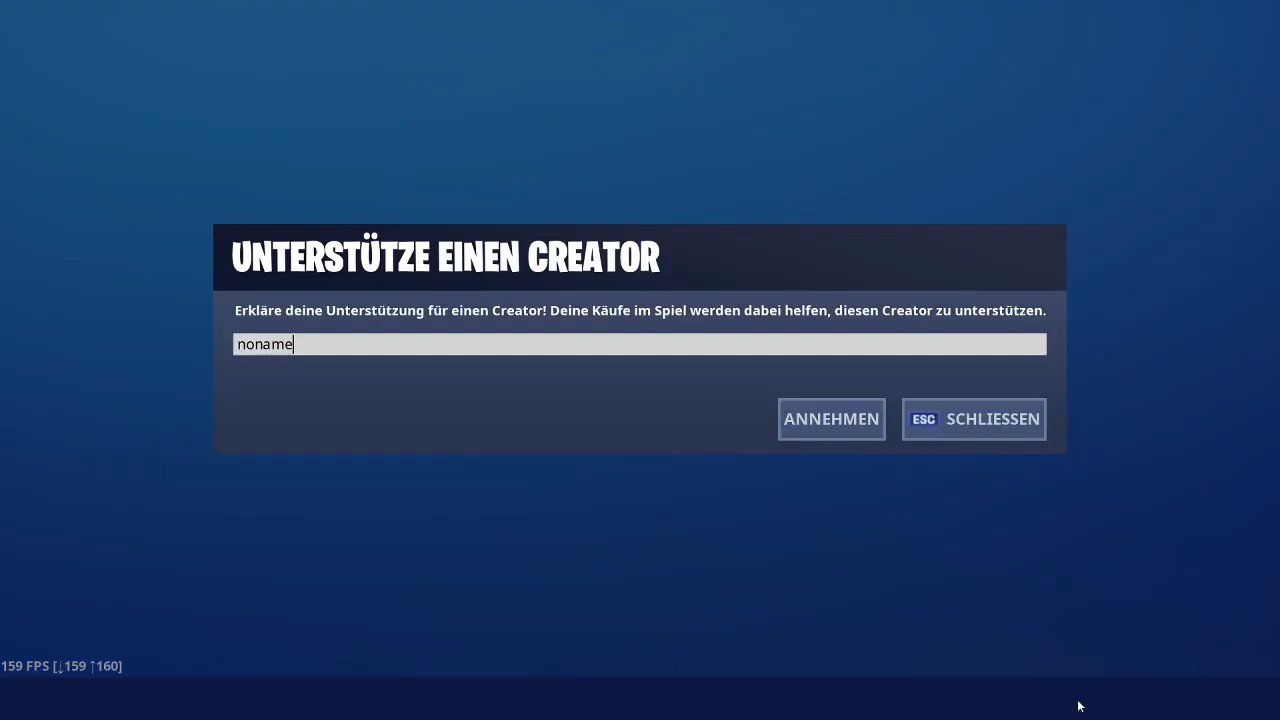 UNTERSTÜTZE EINEN CREATOR
Erkläre deine Unterstützung für einen Creator! Deine Käufe im Spiel werden dabei helfen, diesen Creator zu unterstützen.
noname
ANNEHMEN
ESC SCHLIESSEN
159 FPS [↓159 ↑160]